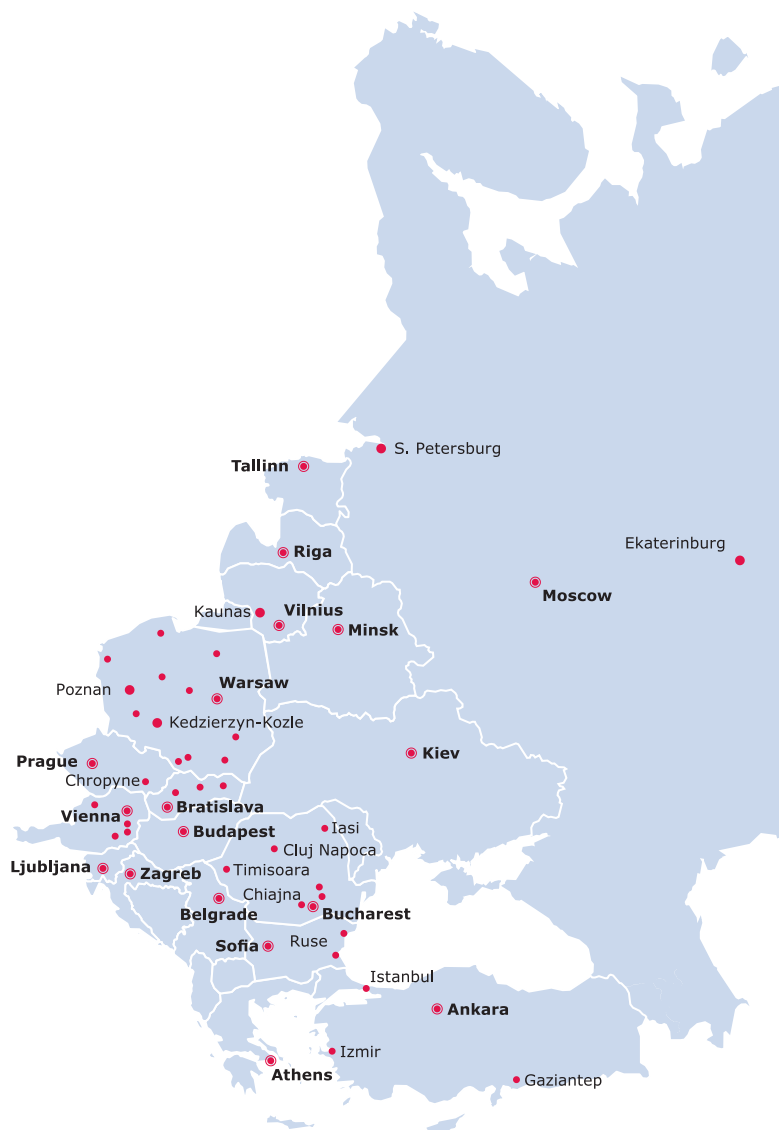 S. Petersburg
Tallinn
Ekaterinburg
Riga
Moscow
Kaunas
Vilnius
Minsk
Warsaw
Poznan
Kedzierzyn-Kozle
Prague
Kiev
Chropyne
Vienna
Bratislava
Budapest
Iasi
Cluj Napoca
Ljubljana
Zagreb
Timisoara
Chiajna
Belgrade
Bucharest
Sofia
Ruse
Istanbul
Ankara
Izmir
Athens
Gaziantep